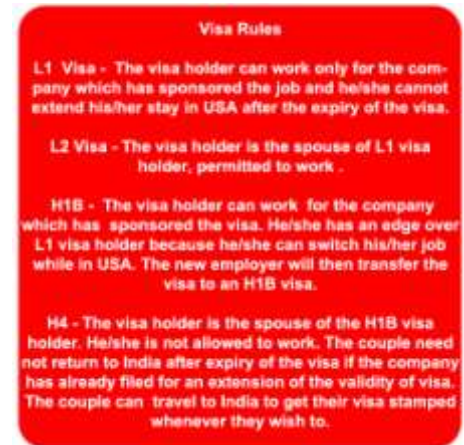 Visa Rules
L1 Visa - The visa holder can work only for the com-
pany which has sponsored the job and he/she cannot
extend his/her stay in USA after the expiry of the visa.
L2 Visa - The visa holder is the spouse of L1 visa
holder, permitted to work .
H1B - The visa holder can work for the company
which has sponsored the visa. He/she has an edge over
L1 visa holder because he/she can switch his/her job
while in USA. The new employer will then transfer the
visa to an H1B visa.
H4 - The visa holder is the spouse of the H1B visa
holder. He/she is not allowed to work. The couple need
not return to India after expiry of the visa if the company
has already filed for an extension of the validity of visa.
The couple can travel to India to get their visa stamped
whenever they wish to.